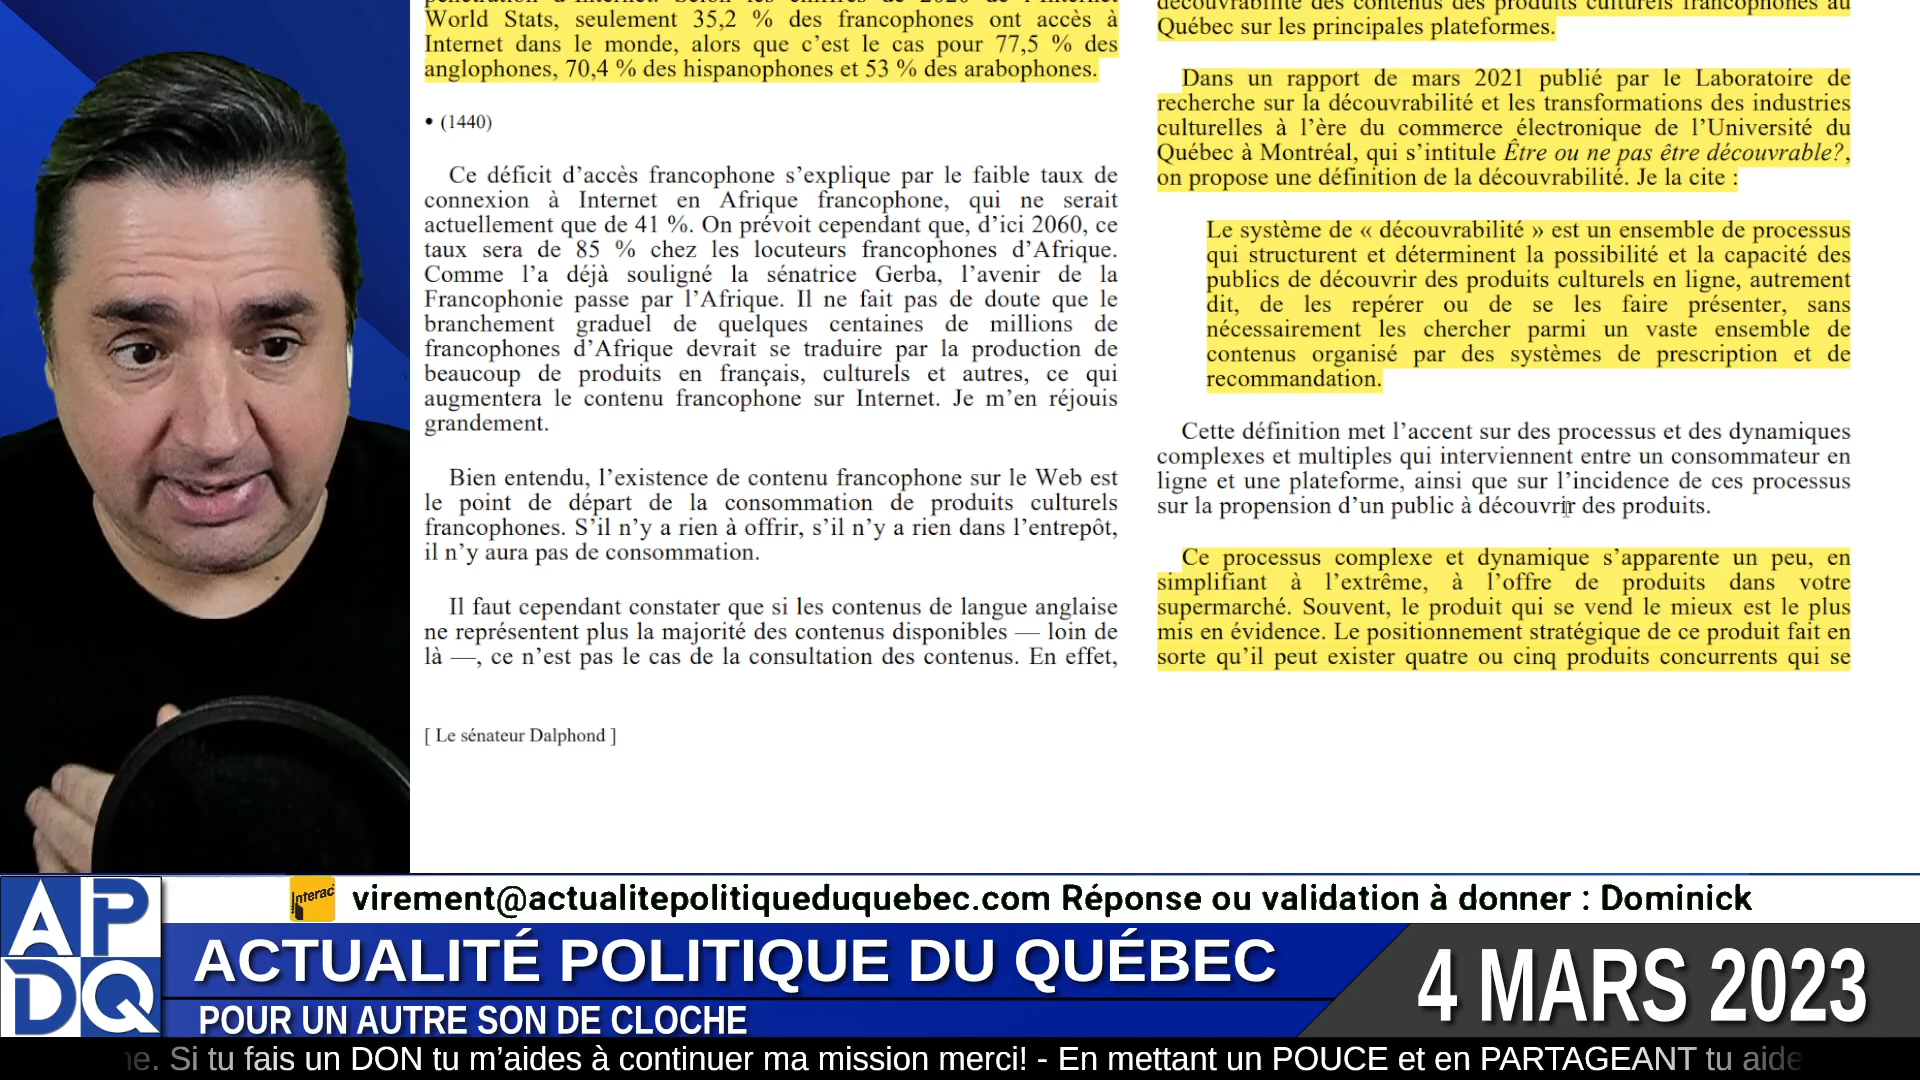 pénétration d'Internet. Selon les chiffres de 2020 de l'Internet
World Stats, seulement 35,2 % des francophones ont accès à
Internet dans le monde, alors que c'est le cas pour 77,5 % des
anglophones, 70,4 % des hispanophones et 53 % des arabophones.
• (1440)
Ce déficit d'accès francophone s'explique par le faible taux de
connexion à Internet en Afrique francophone, qui ne serait
actuellement que de 41 %. On prévoit cependant que, d'ici 2060, ce
taux sera de 85 % chez les locuteurs francophones d'Afrique.
Comme l'a déjà souligné la sénatrice Gerba, l'avenir de la
Francophonie passe par l'Afrique. Il ne fait pas de doute que le
branchement graduel de quelques centaines de millions de
francophones d'Afrique devrait se traduire par la production de
beaucoup de produits en français, culturels et autres, ce qui
augmentera le contenu francophone sur Internet. Je m'en réjouis
grandement.
Bien entendu, l'existence de contenu francophone sur le Web est
le point de départ de la consommation de produits culturels
francophones. S'il n'y a rien à offrir, s'il n'y a rien dans l'entrepôt,
il n'y aura pas de consommation.
Il faut cependant constater que si les contenus de langue anglaise
ne représentent plus la majorité des contenus disponibles — loin de
là —, ce n'est pas le cas de la consultation des contenus. En effet,
[ Le sénateur Dalphond ]
découvrabilité des contenus des produits culturels francophones au
Québec sur les principales plateformes.
Dans un rapport de mars 2021 publié par le Laboratoire de
recherche sur la découvrabilité et les transformations des industries
culturelles à l'ère du commerce électronique de l'Université du
Québec à Montréal, qui s'intitule Être ou ne pas être découvrable?,
on propose une définition de la découvrabilité. Je la cite :
Le système de « découvrabilité » est un ensemble de processus
qui structurent et déterminent la possibilité et la capacité des
publics de découvrir des produits culturels en ligne, autrement
dit, de les repérer ou de se les faire présenter, sans
nécessairement les chercher parmi un vaste ensemble de
contenus organisé par des systèmes de prescription et de
recommandation.
Cette définition met l'accent sur des processus et des dynamiques
complexes et multiples qui interviennent entre un consommateur en
ligne et une plateforme, ainsi que sur l'incidence de ces processus
sur la propension d'un public à découvrir des produits.
Ce processus complexe et dynamique s'apparente un peu, en
simplifiant à l'extrême, à l'offre de produits dans votre
supermarché. Souvent, le produit qui se vend le mieux est le plus
mis en évidence. Le positionnement stratégique de ce produit fait en
sorte qu'il peut exister quatre ou cinq produits concurrents qui se
Interac
virement@actualitepolitiqueduquebec.com Réponse ou validation à donner : Dominick
APDQ
ACTUALITÉ POLITIQUE DU QUÉBEC
POUR UN AUTRE SON DE CLOCHE
4 MARS 2023
ne. Si tu fais un DON tu m'aides à continuer ma mission merci! - En mettant un POUCE et en PARTAGEANT tu aide